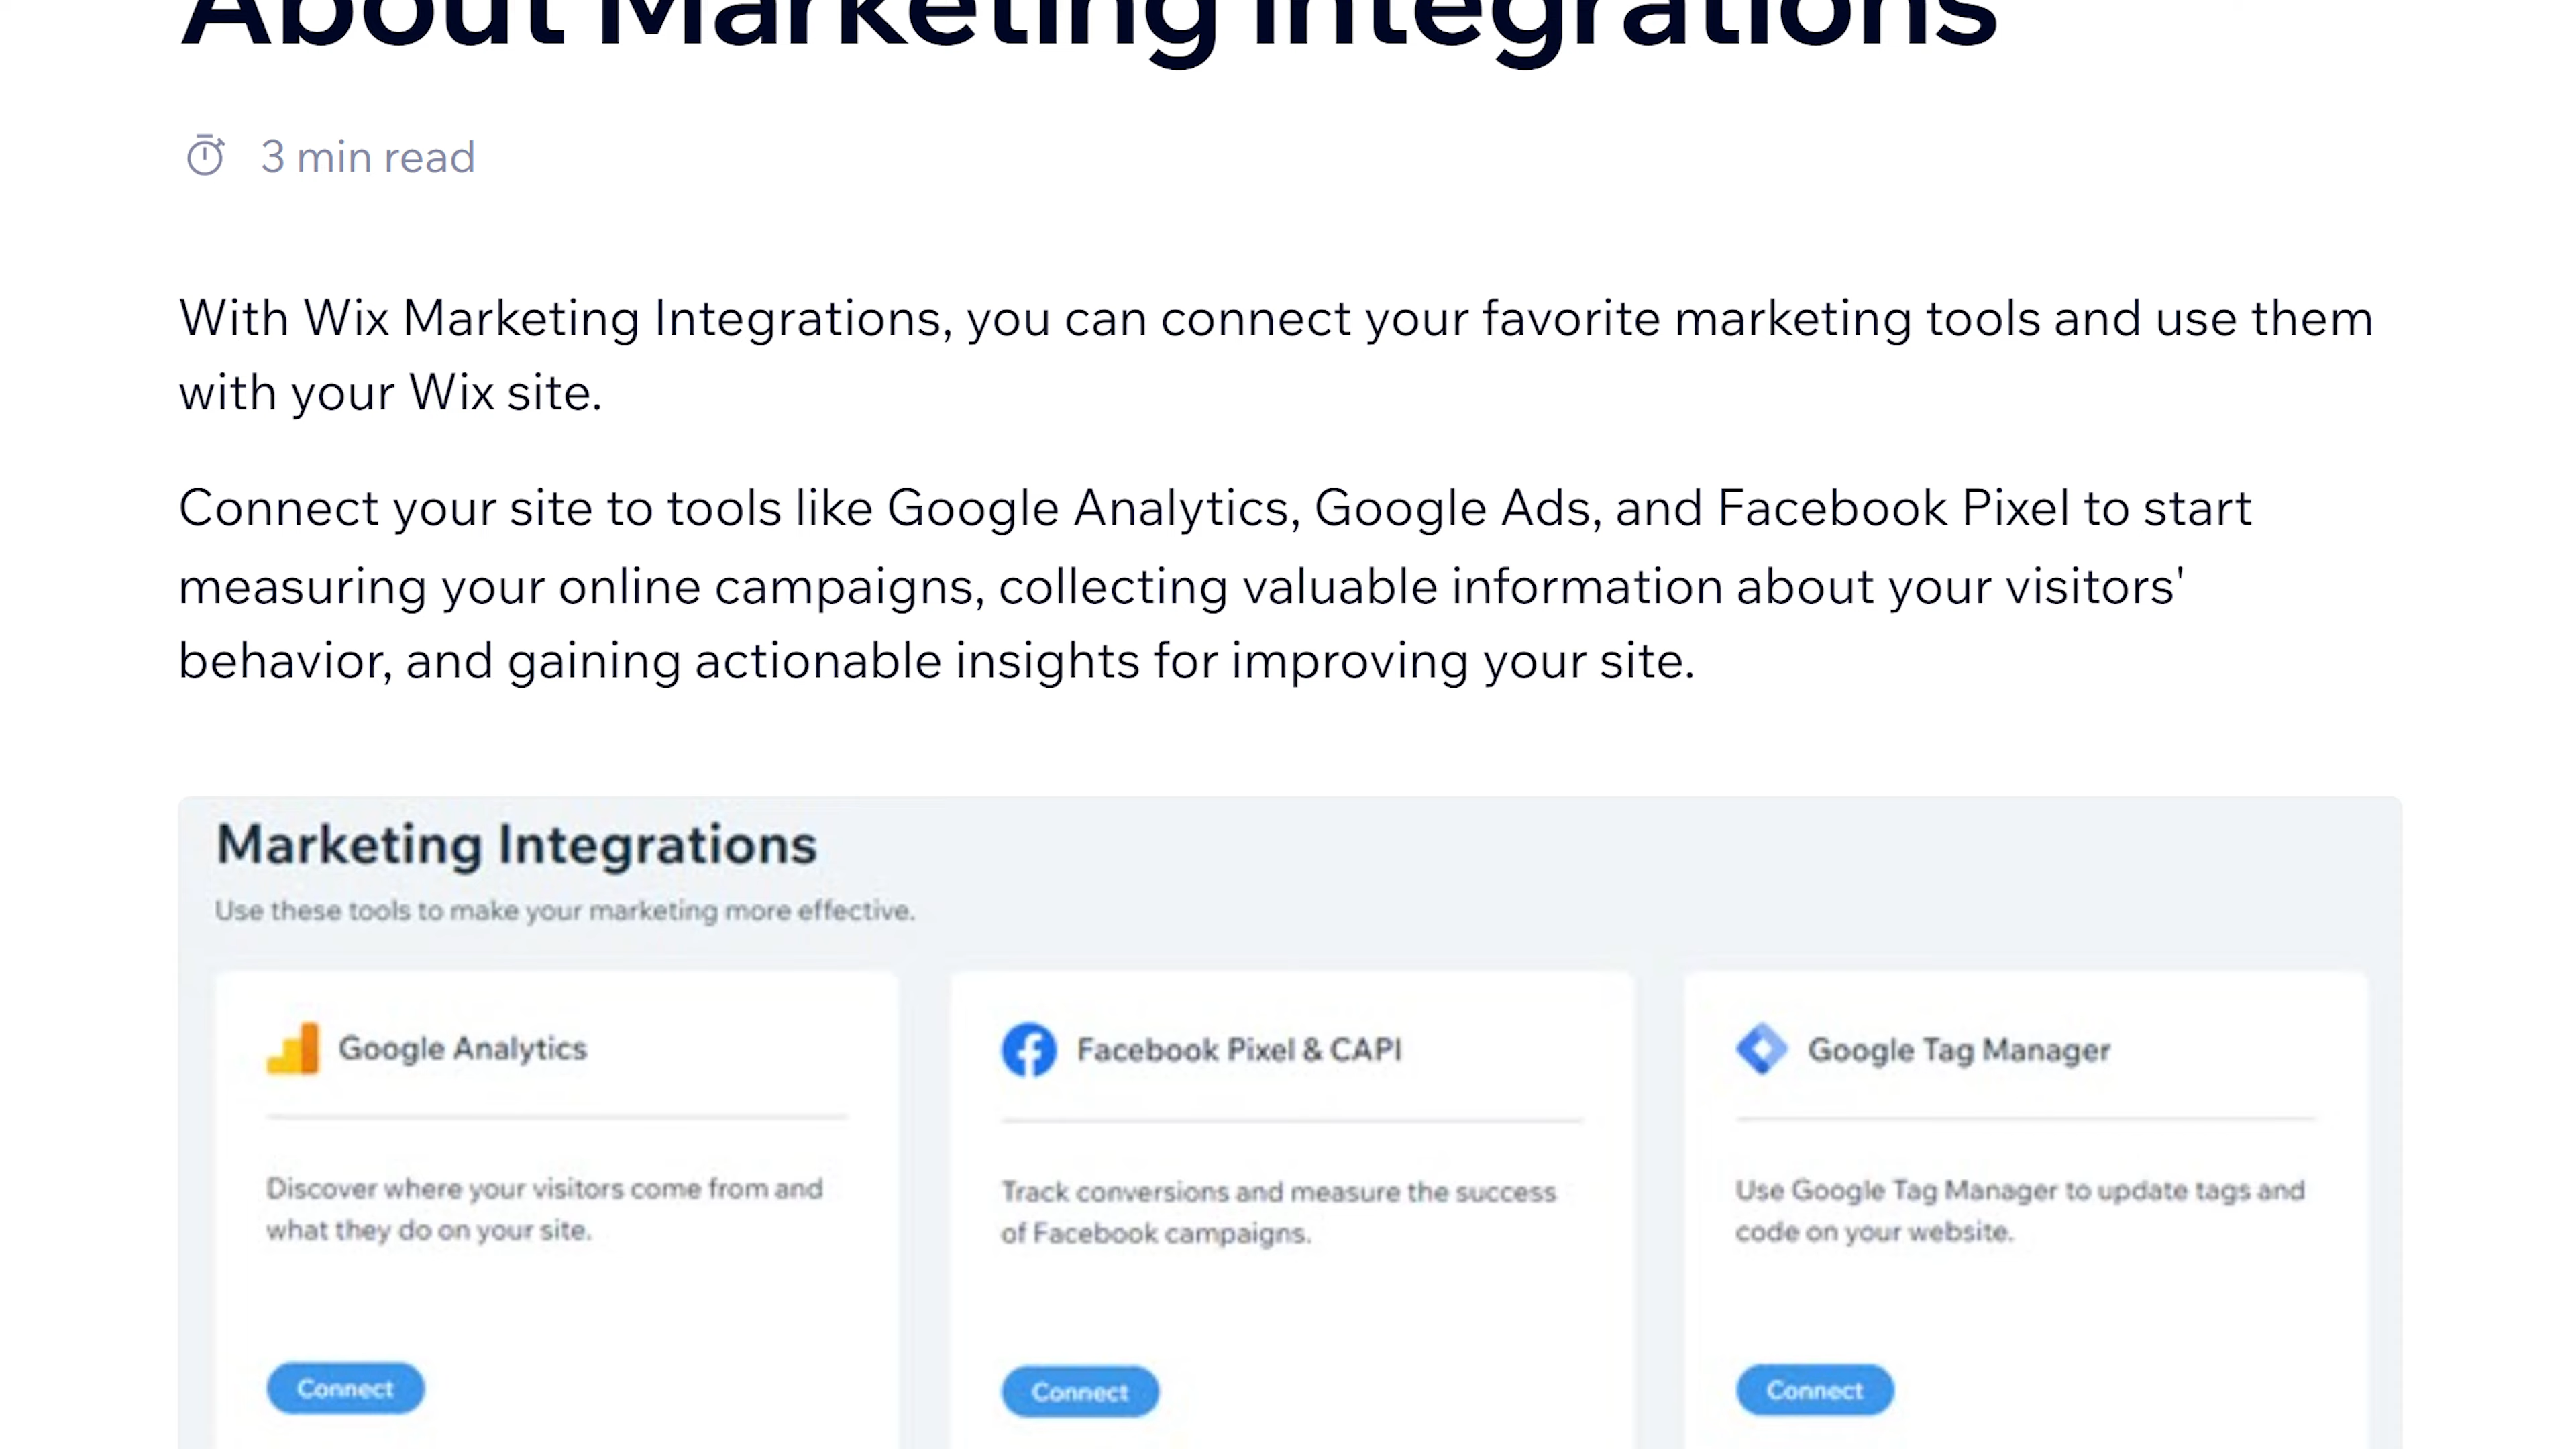 About Marketing Integrations
3 min read
With Wix Marketing Integrations, you can connect your favorite marketing tools and use them
with your Wix site.
Connect your site to tools like Google Analytics, Google Ads, and Facebook Pixel to start
measuring your online campaigns, collecting valuable information about your visitors'
behavior, and gaining actionable insights for improving your site.
Marketing Integrations
Use these tools to make your marketing more effective.
Google Analytics
Discover where your visitors come from and
what they do on your site.
Connect
Facebook Pixel & CAPI
Track conversions and measure the success
of Facebook campaigns.
Connect
Google Tag Manager
Use Google Tag Manager to update tags and
code on your website.
Connect